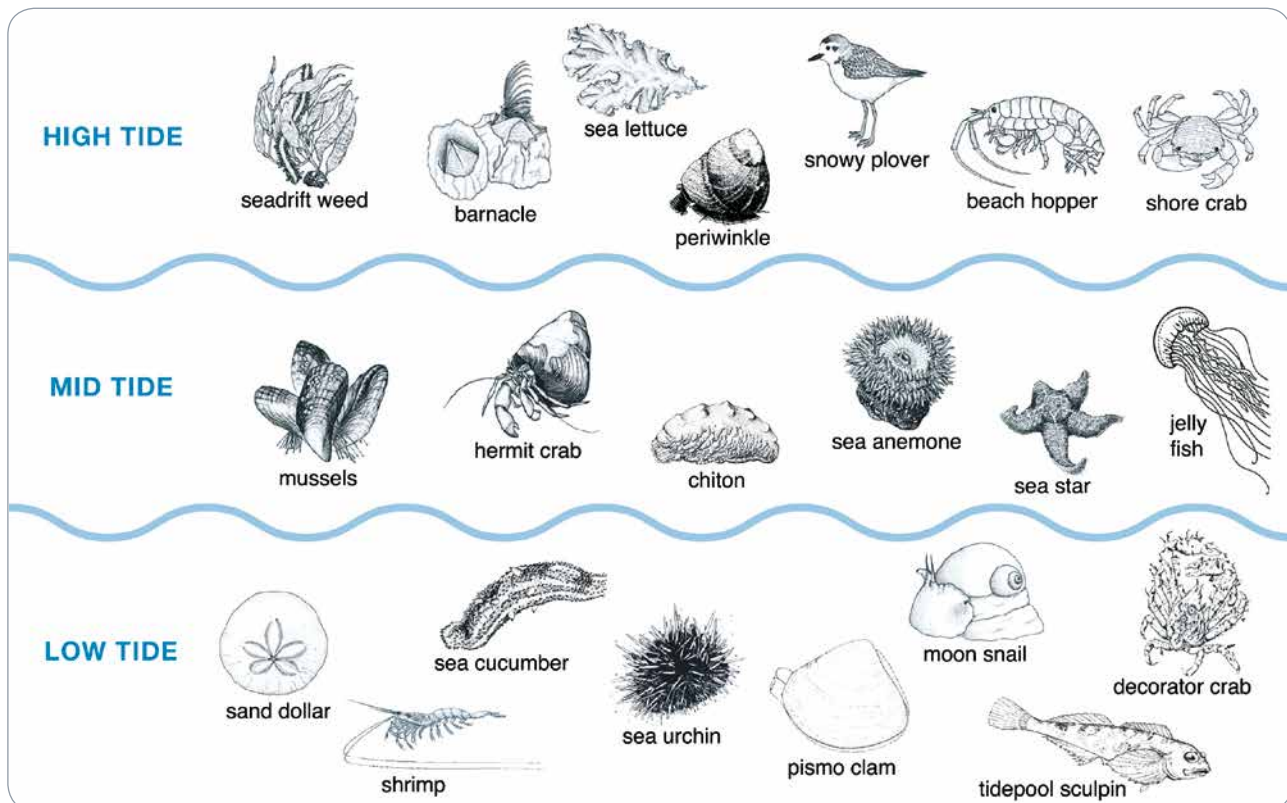 HIGH TIDE
seadrift weed
barnacle
sea lettuce
periwinkle
snowy plover
beach hopper
shore crab
MID TIDE
mussels
hermit crab
chiton
sea anemone
sea star
jelly
fish
LOW TIDE
sand dollar
shrimp
sea cucumber
sea urchin
pismo clam
moon snail
tidepool sculpin
decorator crab